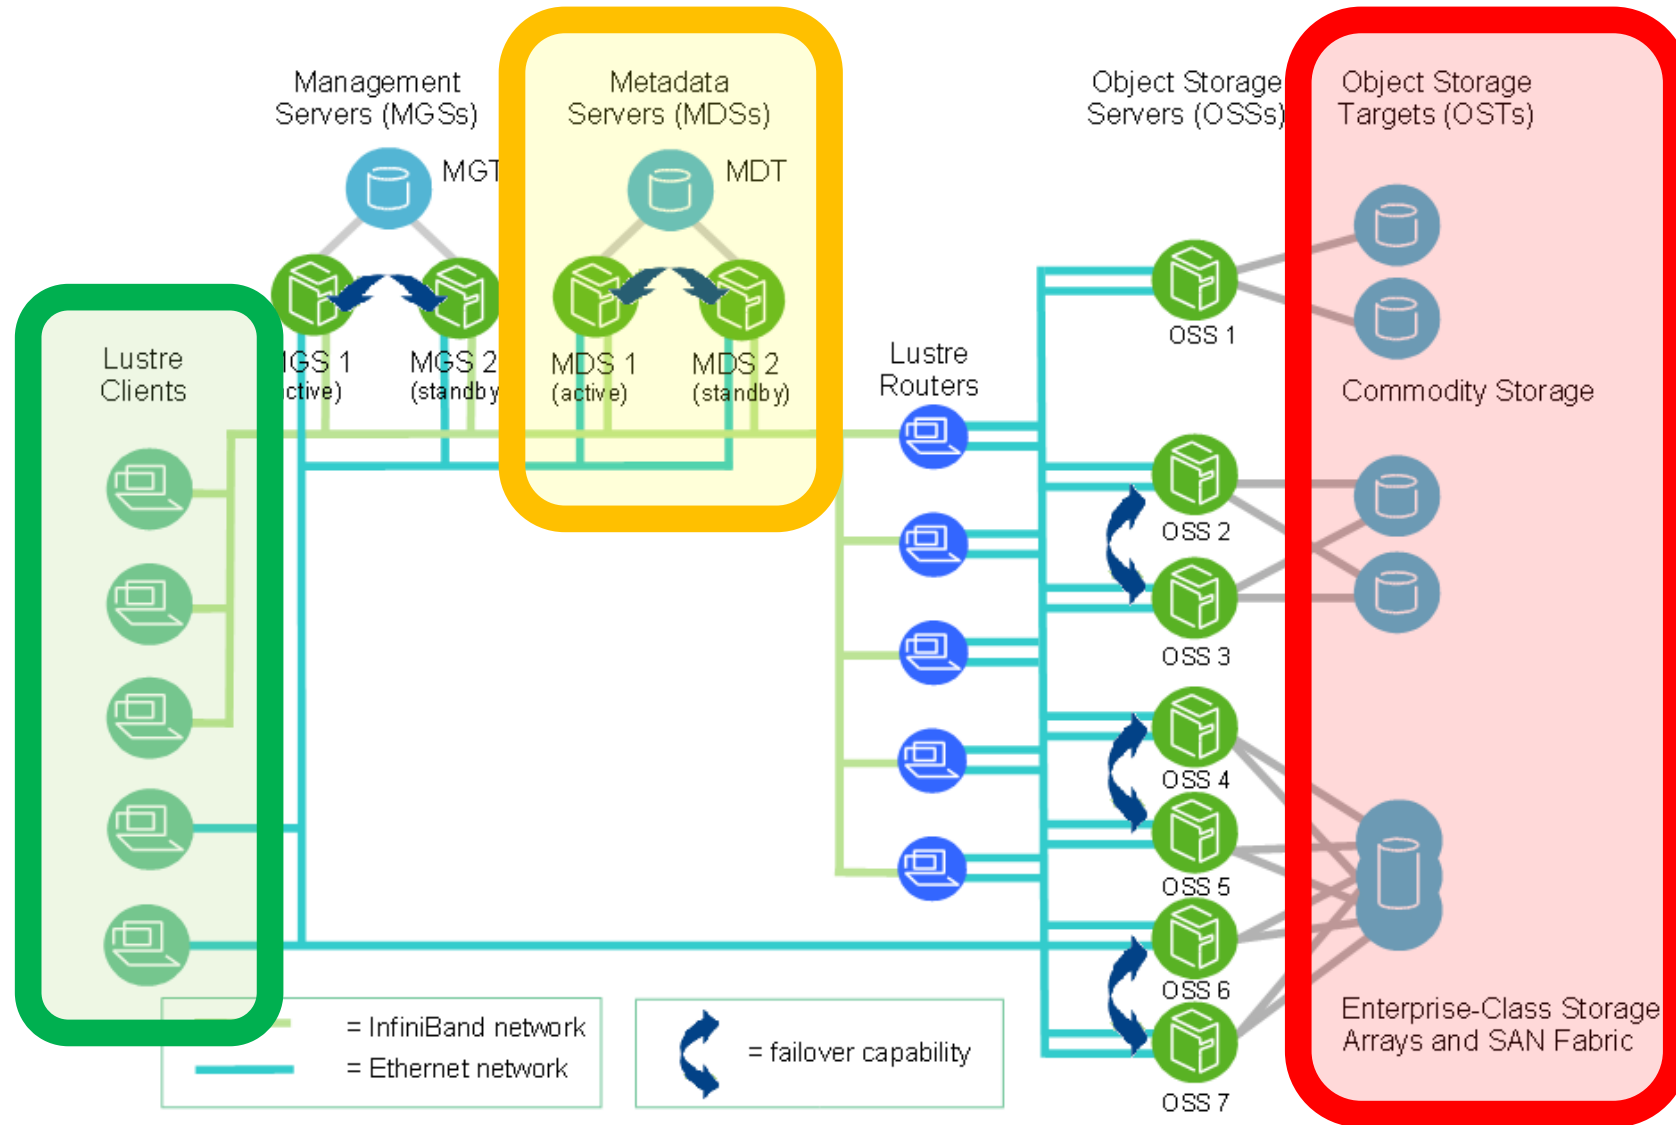 Management
Servers (MGSs)
Metadata
Servers (MDSs)
Object Storage
Servers (OSSs)
Object Storage
Targets (OSTs)
MGT
MDT
Lustre
Clients
GS 1
ctive)
MGS 2
(standby
MDS 1
(active)
MDS 2
(standby)
Lustre
Routers
OSS 1
Commodity Storage
OSS 2
OSS 3
OSS 4
OSS 5
OSS 6
OSS 7
Enterprise-Class Storage
Arrays and SAN Fabric
= InfiniBand network
= Ethernet network
= failover capability